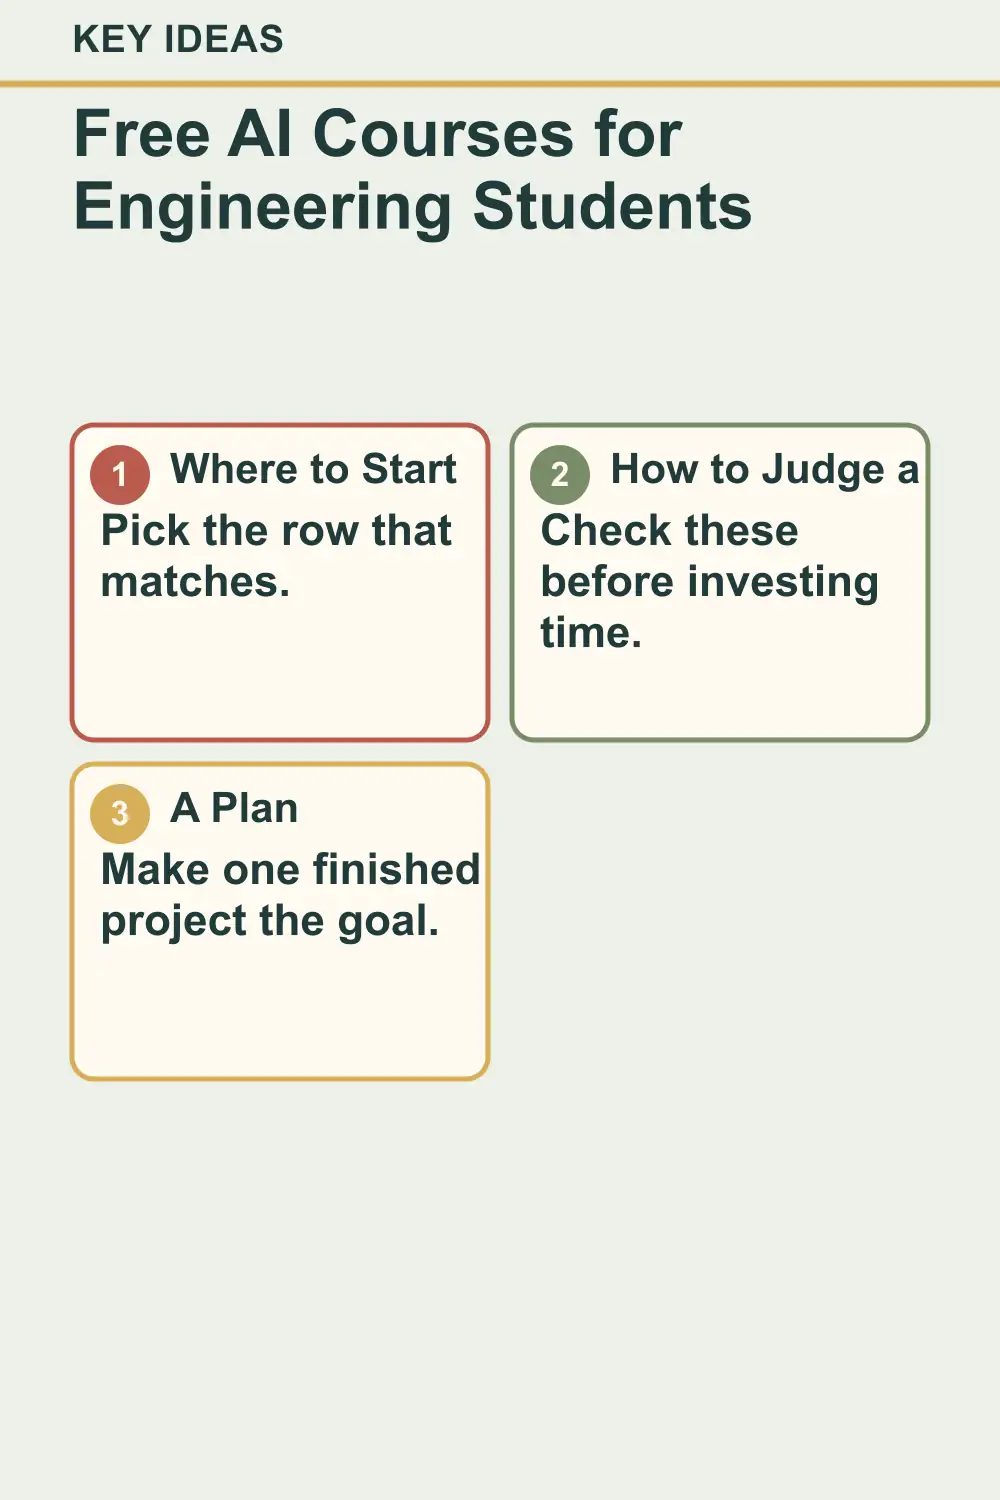 KEY IDEAS
Free AI Courses for
Engineering Students
1 Where to Start
Pick the row that
matches.
2 How to Judge a
Check these
before investing
time.
3 A Plan
Make one finished
project the goal.